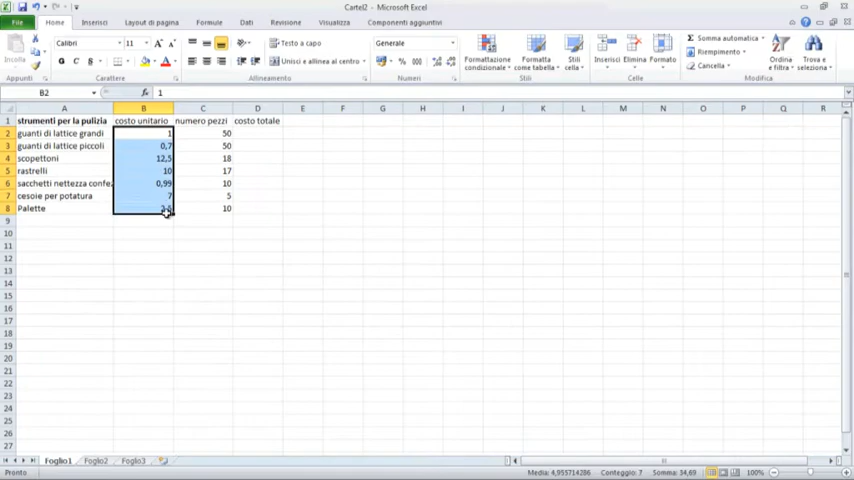 Cartel2 - Microsoft Excel
File Home Inserisci Layout di pagina Formule Dati Revisione Visualizza Componenti aggiuntivi
Incolla
Calibri 11
G C S
Testo a capo
Unisci e allinea al centro
Generale
% 000
Formattazione condizionale
Formatta come tabella
Stili cella
Inserisci Elimina Formato
Σ Somma automatica
Riempimento
Cancella
Ordina e filtra
Trova e seleziona
Appunti Carattere Allineamento Numeri Stili Celle Modifica
B2 fx 1
A B C D E F G H I J K L M N O P Q R
1 strumenti per la pulizia costo unitario numero pezzi costo totale
2 guanti di lattice grandi 1 50
3 guanti di lattice piccoli 0,7 50
4 scopettoni 12,5 18
5 rastrelli 10 17
6 sacchetti nettezza confez 0,99 10
7 cesoie per potatura 7 5
8 Palette 10
9
10
11
12
13
14
15
16
17
18
19
20
21
22
23
24
25
26
27
Foglio1 Foglio2 Foglio3
Pronto Media: 4,955714286 Conteggio: 7 Somma: 34,69 100%